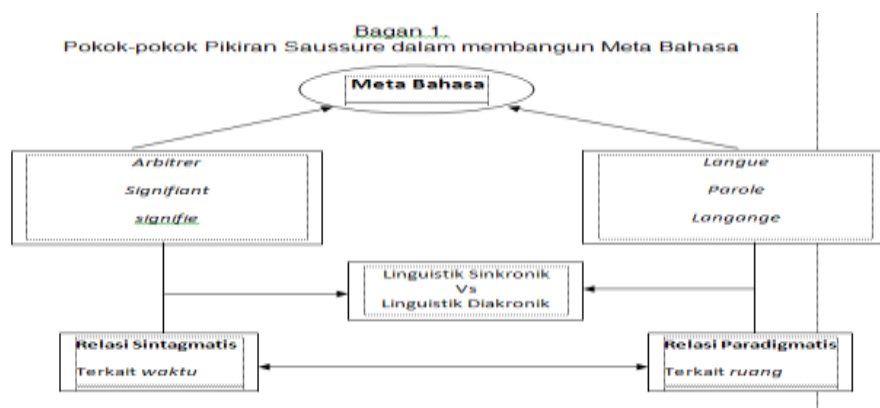 Bagan 1.
Pokok-pokok Pikiran Saussure dalam membangun Meta Bahasa
Meta Bahasa
Arbitrer
Signifiant
signifie
Langue
Parole
Langange
Linguistik Sinkronik
Vs
Linguistik Diakronik
Relasi Sintagmatis
Terkait waktu
Relasi Paradigmatis
Terkait ruang